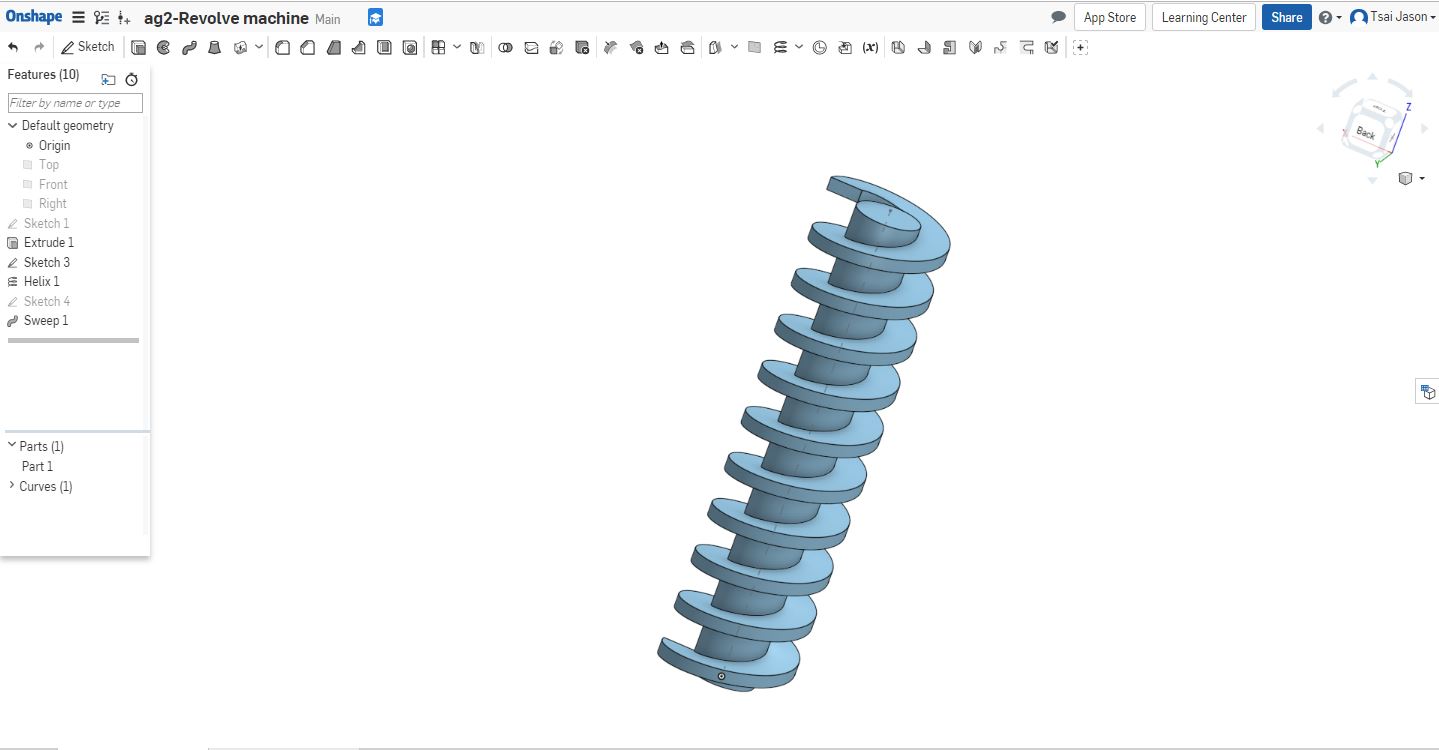 Onshape ag2-Revolve machine Main App Store Learning Center Share Tsai Jason
Sketch (x)
Features (10)
Filter by name or type
Default geometry
Origin
Top
Front
Right
Sketch 1
Extrude 1
Sketch 3
Helix 1
Sketch 4
Sweep 1
Parts (1)
Part 1
Curves (1)
Z
Back
Y